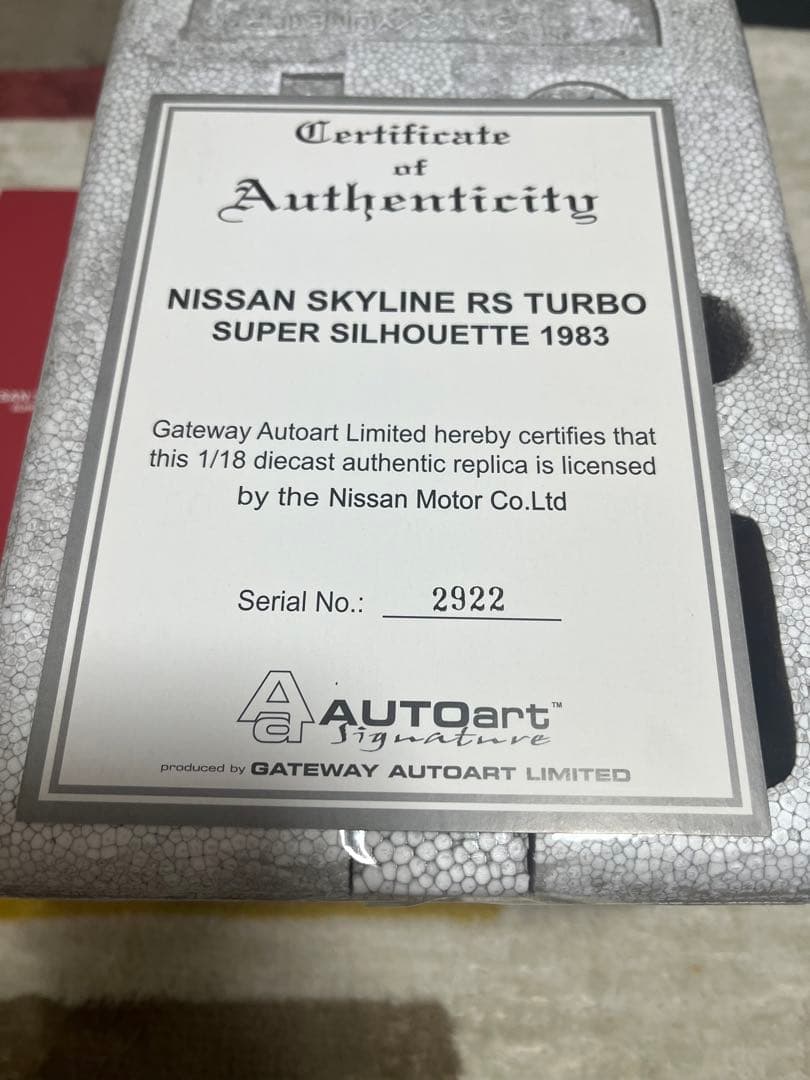 Certificate
of
Authenticity
NISSAN SKYLINE RS TURBO
SUPER SILHOUETTE 1983
Gateway Autoart Limited hereby certifies that
this 1/18 diecast authentic replica is licensed
by the Nissan Motor Co.Ltd
Serial No.: 2922
AUTOart™
Signature
produced by GATEWAY AUTOART LIMITED